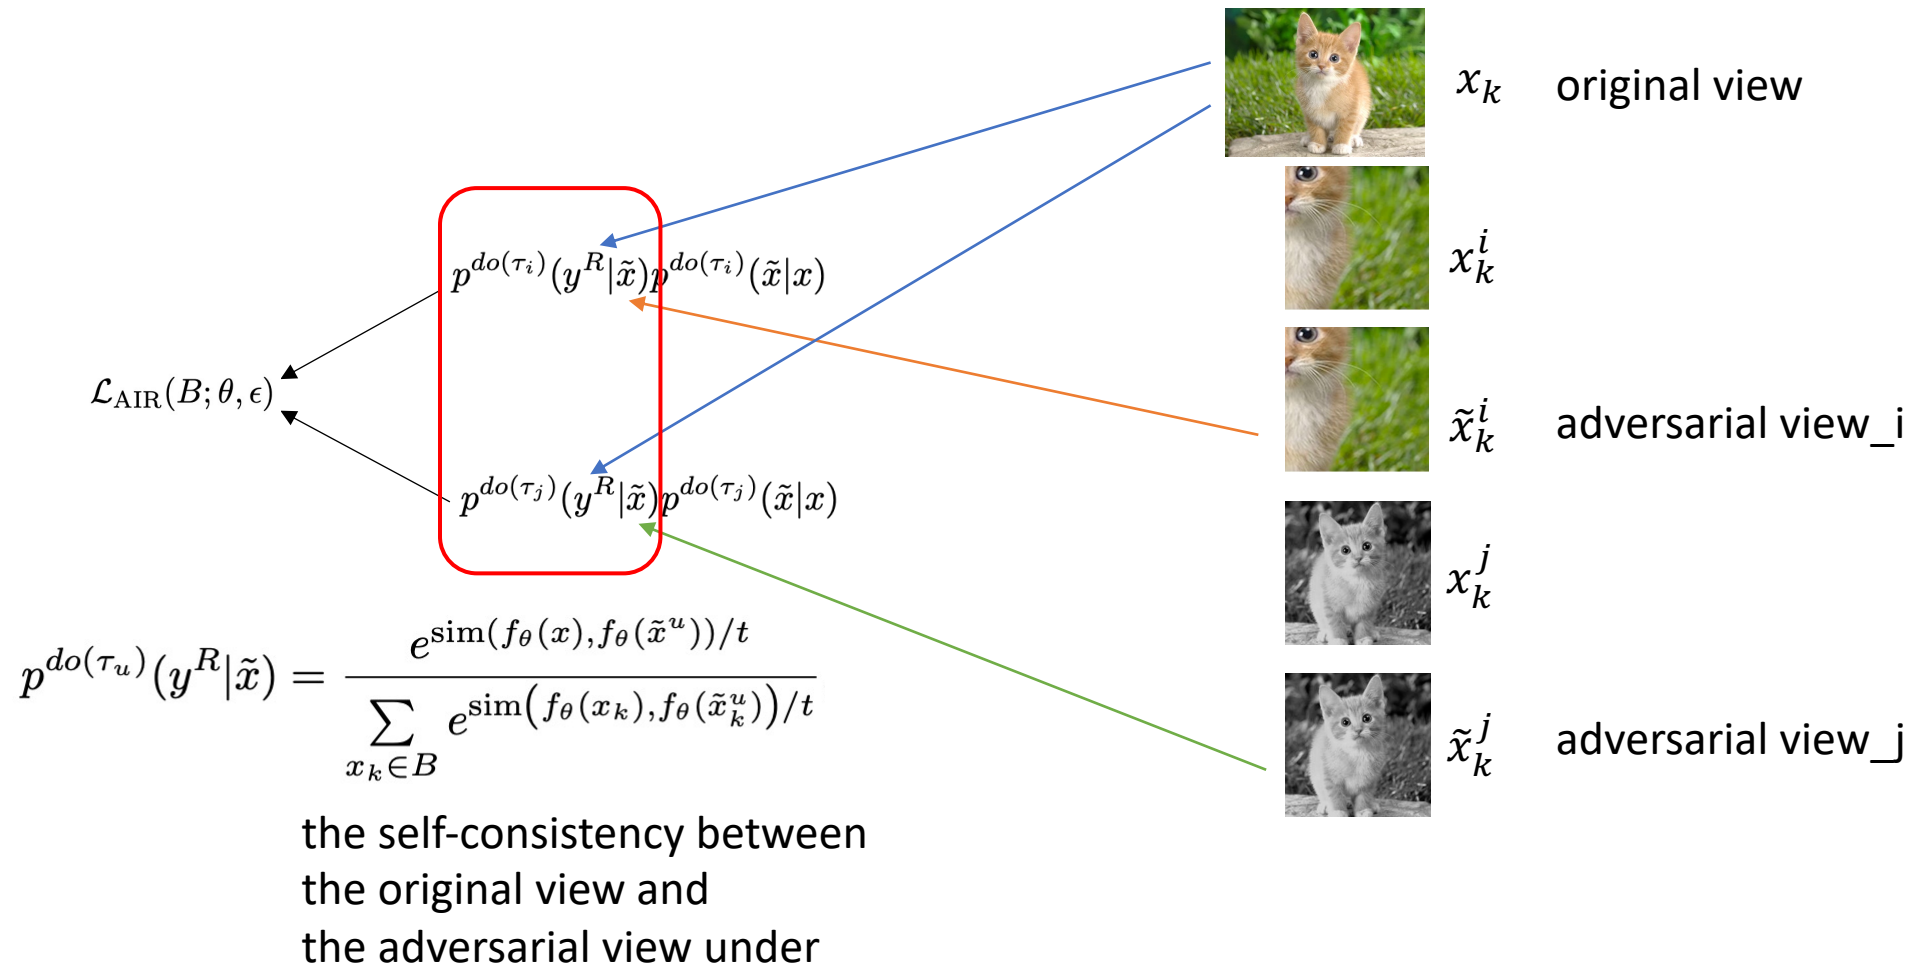 x_k original view
x_k^i
p^{do(τ_i)}(y^R|x̃)p^{do(τ_i)}(x̃|x)
ℒ_AIR(B; θ, ϵ)
x̃_k^i adversarial view_i
p^{do(τ_j)}(y^R|x̃)p^{do(τ_j)}(x̃|x)
x_k^j
x̃_k^j adversarial view_j
p^{do(τ_u)}(y^R|x̃) = \frac{e^{sim(f_θ(x), f_θ(x̃^u))/t}}{\sum_{x_k∈B} e^{sim(f_θ(x_k), f_θ(x̃_k^u))/t}}
the self-consistency between
the original view and
the adversarial view under